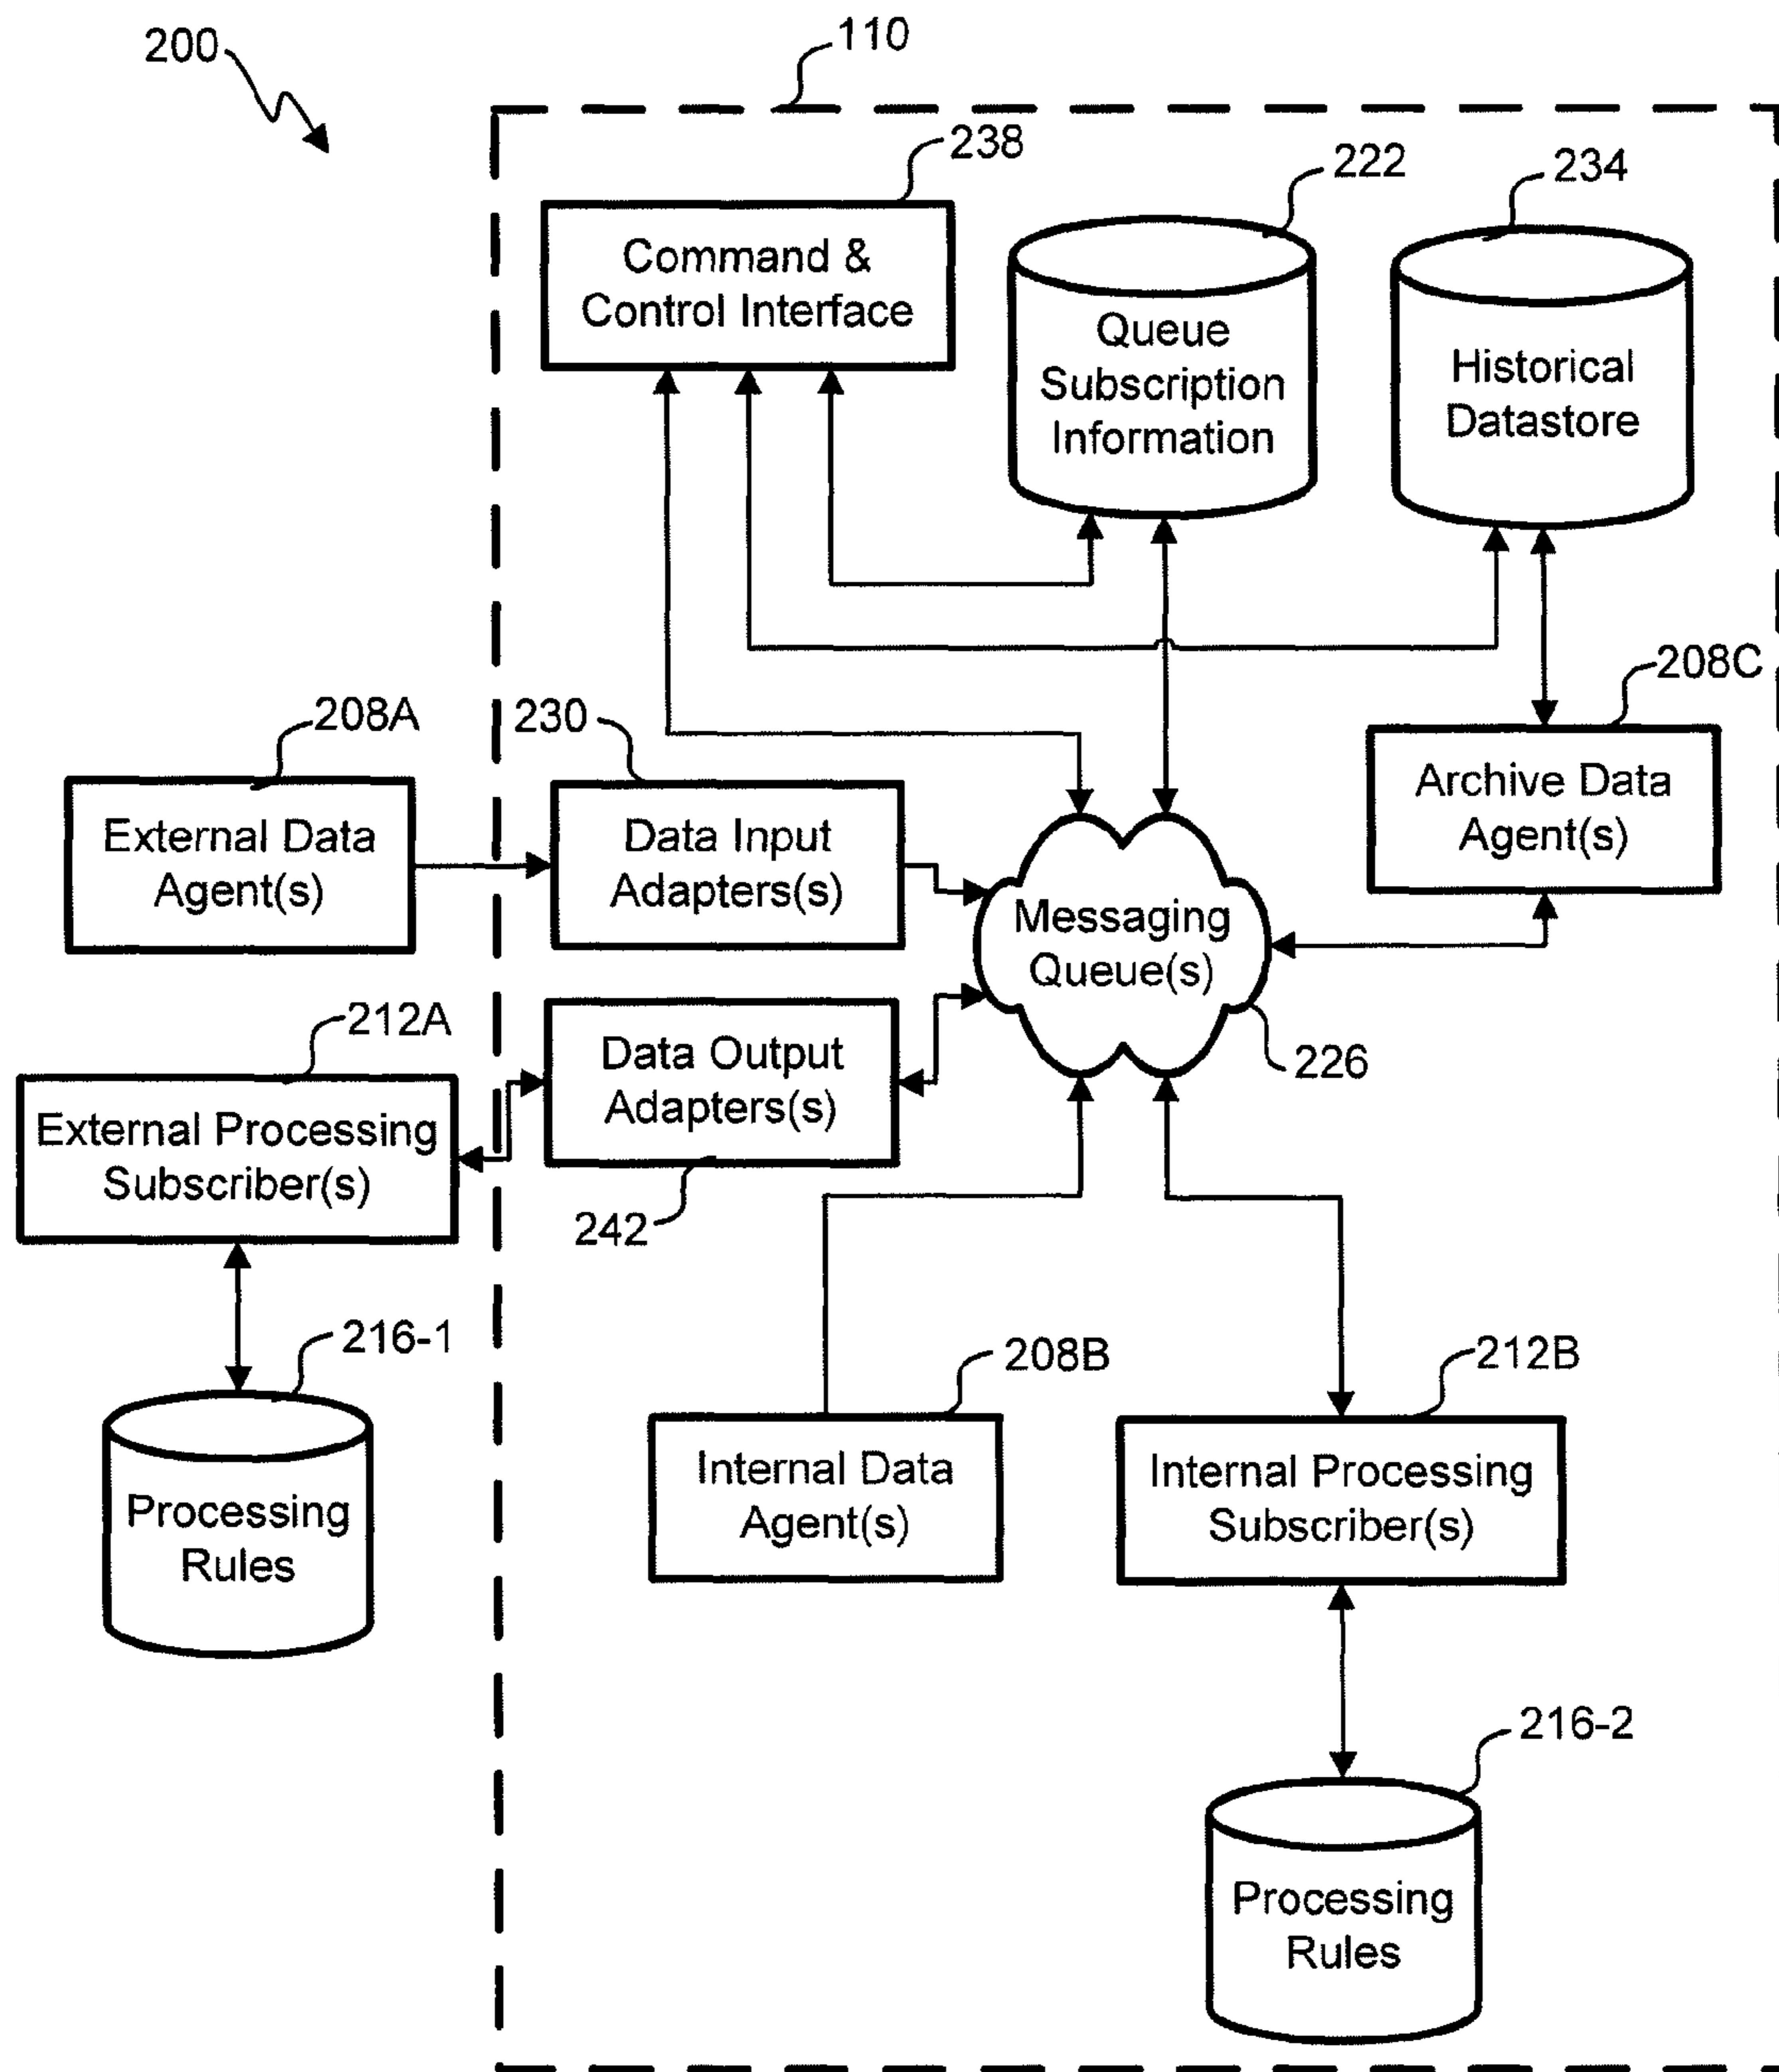 200
110
238
222
234
Command &
Control Interface
Queue
Subscription
Information
Historical
Datastore
208C
208A
230
Archive Data
Agent(s)
External Data
Agent(s)
Data Input
Adapters(s)
Messaging
Queue(s)
212A
Data Output
Adapters(s)
226
External Processing
Subscriber(s)
242
216-1
208B
212B
Internal Data
Agent(s)
Internal Processing
Subscriber(s)
Processing
Rules
216-2
Processing
Rules